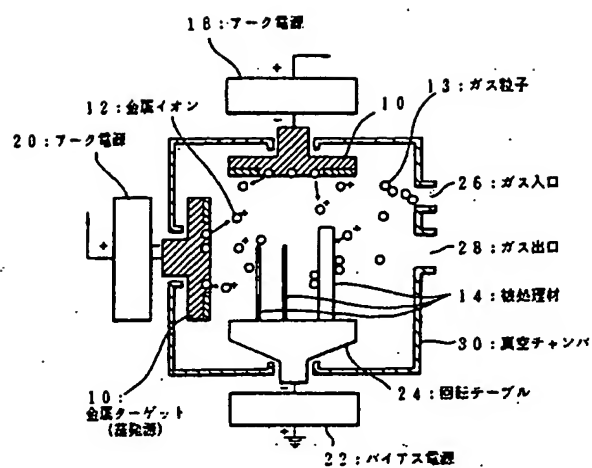 18:アーク電源
12:金属イオン
13:ガス粒子
10
20:アーク電源
26:ガス入口
28:ガス出口
14:被処理材
30:真空チャンバ
24:回転テーブル
10:
金属ターゲット
(蒸発源)
22:バイアス電源